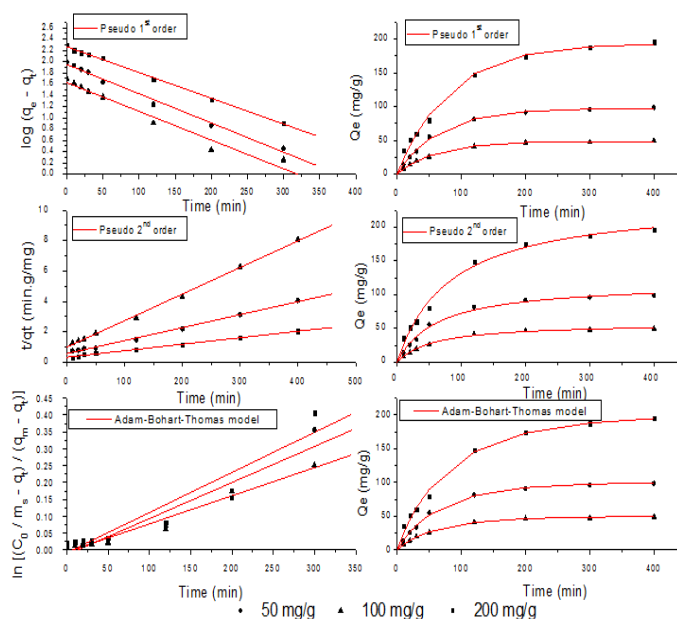 Pseudo 1st order
log (qe - qt)
2.6
2.4
2.2
2.0
1.8
1.6
1.4
1.2
1.0
0.8
0.6
0.4
0.2
0.0
0 50 100 150 200 250 300 350 400
Time (min)
Pseudo 1st order
Qe (mg/g)
200
150
100
50
0
0 100 200 300 400
Time (min)
Pseudo 2nd order
t/qt (min.g/mg)
10
8
6
4
2
0
0 100 200 300 400 500
Time (min)
Pseudo 2nd order
Qe (mg/g)
200
150
100
50
0
0 100 200 300 400
Time (min)
Adam-Bohart-Thomas model
ln [(C0 / ms - qt) / (qm - qt)]
0.45
0.40
0.35
0.30
0.25
0.20
0.15
0.10
0.05
0.00
0 50 100 150 200 250 300 350
Time (min)
Adam-Bohart-Thomas model
Qe (mg/g)
200
150
100
50
0
0 100 200 300 400
Time (min)
• 50 mg/g ▲ 100 mg/g ▪ 200 mg/g